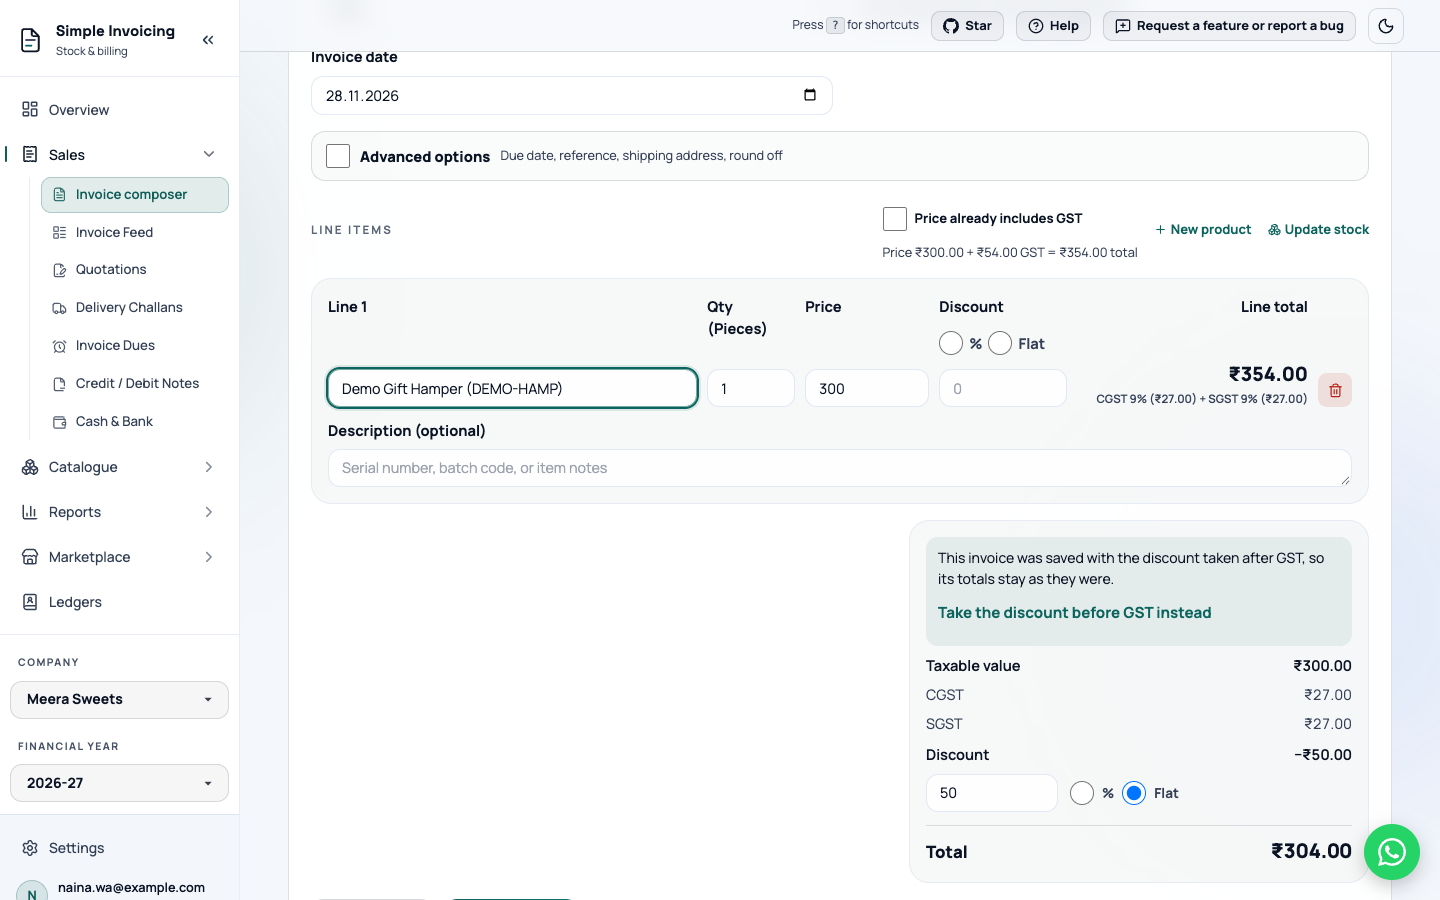 Simple Invoicing
Stock & billing
Press ? for shortcuts
Star
Help
Request a feature or report a bug
Overview
Sales
Invoice composer
Invoice Feed
Quotations
Delivery Challans
Invoice Dues
Credit / Debit Notes
Cash & Bank
Catalogue
Reports
Marketplace
Ledgers
COMPANY
Meera Sweets
FINANCIAL YEAR
2026-27
Settings
N
naina.wa@example.com
Invoice date
28.11.2026
Advanced options Due date, reference, shipping address, round off
LINE ITEMS
Price already includes GST
Price ₹300.00 + ₹54.00 GST = ₹354.00 total
+ New product
Update stock
Line 1
Qty
(Pieces)
Price
Discount
% Flat
Line total
Demo Gift Hamper (DEMO-HAMP)
1
300
0
₹354.00
CGST 9% (₹27.00) + SGST 9% (₹27.00)
Description (optional)
Serial number, batch code, or item notes
This invoice was saved with the discount taken after GST, so
its totals stay as they were.
Take the discount before GST instead
Taxable value ₹300.00
CGST ₹27.00
SGST ₹27.00
Discount −₹50.00
50 % Flat
Total ₹304.00